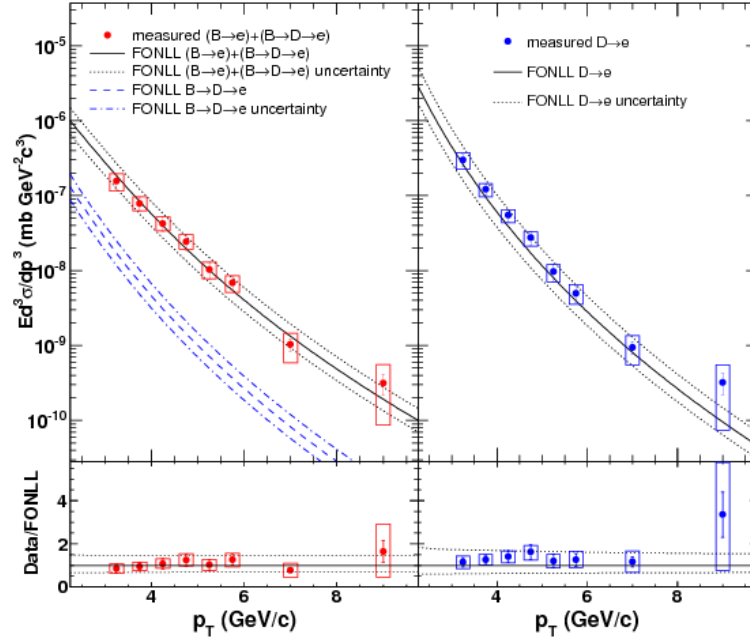 measured (B→e)+(B→D→e)
FONLL (B→e)+(B→D→e)
FONLL (B→e)+(B→D→e) uncertainty
FONLL B→D→e
FONLL B→D→e uncertainty
measured D→e
FONLL D→e
FONLL D→e uncertainty
Ed³σ/dp³ (mb GeV⁻²c³)
10⁻⁵
10⁻⁶
10⁻⁷
10⁻⁸
10⁻⁹
10⁻¹⁰
Data/FONLL
4
2
0
4 6 8
4 6 8
p_T (GeV/c)
p_T (GeV/c)